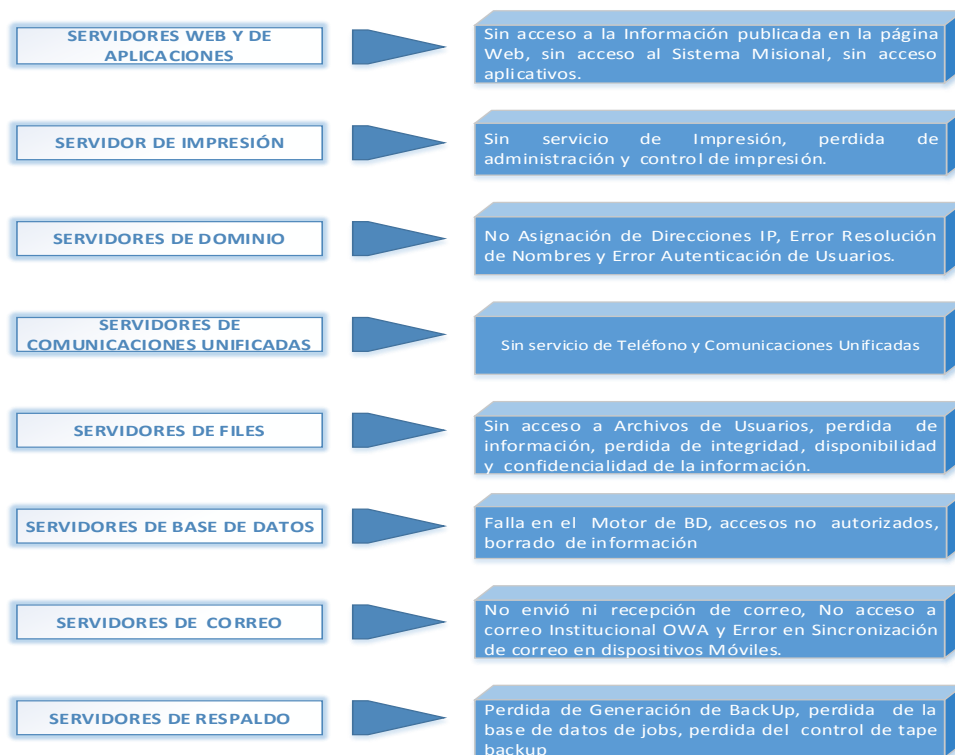 SERVIDORES WEB Y DE
APLICACIONES
Sin acceso a la Información publicada en la página
Web, sin acceso al Sistema Misional, sin acceso
aplicativos.
SERVIDOR DE IMPRESIÓN
Sin servicio de Impresión, perdida de
administración y control de impresión.
SERVIDORES DE DOMINIO
No Asignación de Direcciones IP, Error Resolución
de Nombres y Error Autenticación de Usuarios.
SERVIDORES DE
COMUNICACIONES UNIFICADAS
Sin servicio de Teléfono y Comunicaciones Unificadas
SERVIDORES DE FILES
Sin acceso a Archivos de Usuarios, perdida de
información, perdida de integridad, disponibilidad
y confidencialidad de la información.
SERVIDORES DE BASE DE DATOS
Falla en el Motor de BD, accesos no autorizados,
borrado de información
SERVIDORES DE CORREO
No envió ni recepción de correo, No acceso a
correo Institucional OWA y Error en Sincronización
de correo en dispositivos Móviles.
SERVIDORES DE RESPALDO
Perdida de Generación de BackUp, perdida de la
base de datos de jobs, perdida del control de tape
backup